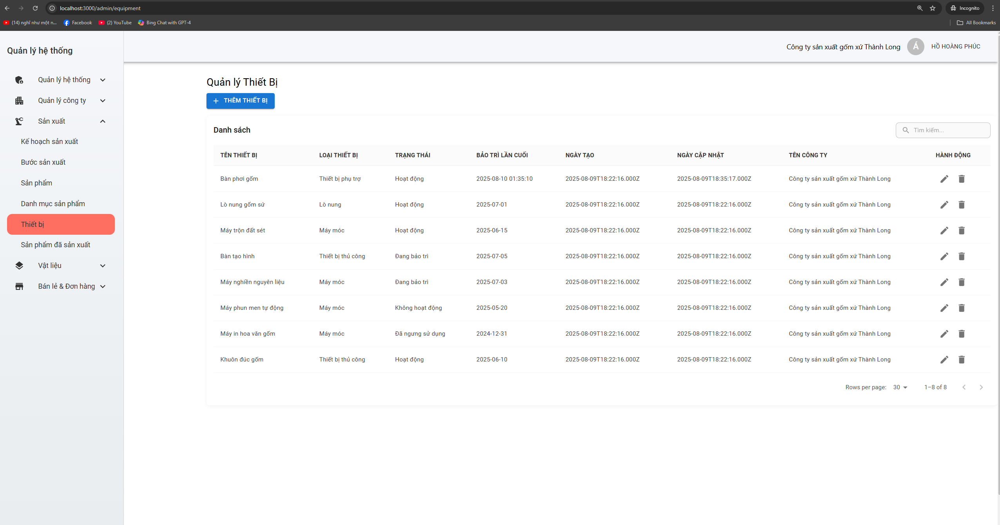 localhost:3000/admin/equipment
Incognito
(14) nghĩ như một n...
Facebook
(2) YouTube
Bing Chat with GPT-4
All Bookmarks
Quản lý hệ thống
Công ty sản xuất gốm xứ Thành Long
Á
HỒ HOÀNG PHÚC
Quản lý hệ thống
Quản lý công ty
Sản xuất
Kế hoạch sản xuất
Bước sản xuất
Sản phẩm
Danh mục sản phẩm
Thiết bị
Sản phẩm đã sản xuất
Vật liệu
Bán lẻ & Đơn hàng
Quản lý Thiết Bị
THÊM THIẾT BỊ
Danh sách
Tìm kiếm...
TÊN THIẾT BỊ LOẠI THIẾT BỊ TRẠNG THÁI BẢO TRÌ LẦN CUỐI NGÀY TẠO NGÀY CẬP NHẬT TÊN CÔNG TY HÀNH ĐỘNG
Bàn phơi gốm Thiết bị phụ trợ Hoạt động 2025-08-10 01:35:10 2025-08-09T18:22:16.000Z 2025-08-09T18:35:17.000Z Công ty sản xuất gốm xứ Thành Long
Lò nung gốm sứ Lò nung Hoạt động 2025-07-01 2025-08-09T18:22:16.000Z 2025-08-09T18:22:16.000Z Công ty sản xuất gốm xứ Thành Long
Máy trộn đất sét Máy móc Hoạt động 2025-06-15 2025-08-09T18:22:16.000Z 2025-08-09T18:22:16.000Z Công ty sản xuất gốm xứ Thành Long
Bàn tạo hình Thiết bị thủ công Đang bảo trì 2025-07-05 2025-08-09T18:22:16.000Z 2025-08-09T18:22:16.000Z Công ty sản xuất gốm xứ Thành Long
Máy nghiền nguyên liệu Máy móc Đang bảo trì 2025-07-03 2025-08-09T18:22:16.000Z 2025-08-09T18:22:16.000Z Công ty sản xuất gốm xứ Thành Long
Máy phun men tự động Máy móc Không hoạt động 2025-05-20 2025-08-09T18:22:16.000Z 2025-08-09T18:22:16.000Z Công ty sản xuất gốm xứ Thành Long
Máy in hoa văn gốm Máy móc Đã ngưng sử dụng 2024-12-31 2025-08-09T18:22:16.000Z 2025-08-09T18:22:16.000Z Công ty sản xuất gốm xứ Thành Long
Khuôn đúc gốm Thiết bị thủ công Hoạt động 2025-06-10 2025-08-09T18:22:16.000Z 2025-08-09T18:22:16.000Z Công ty sản xuất gốm xứ Thành Long
Rows per page: 30 1–8 of 8